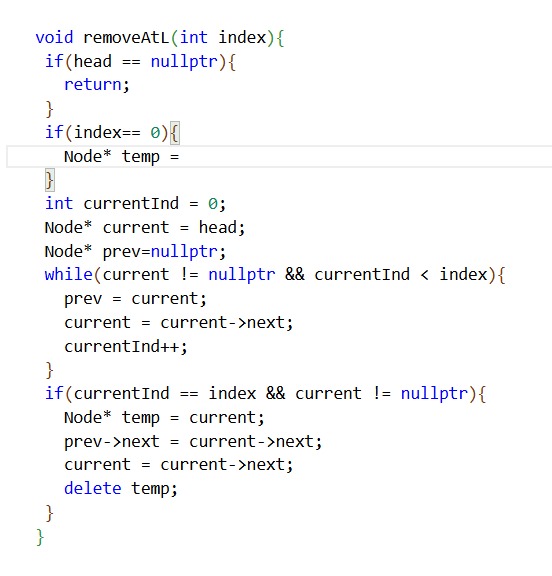 void removeAtL(int index){
if(head == nullptr){
return;
}
if(index== 0){
Node* temp =
}
int currentInd = 0;
Node* current = head;
Node* prev=nullptr;
while(current != nullptr && currentInd < index){
prev = current;
current = current->next;
currentInd++;
}
if(currentInd == index && current != nullptr){
Node* temp = current;
prev->next = current->next;
current = current->next;
delete temp;
}
}